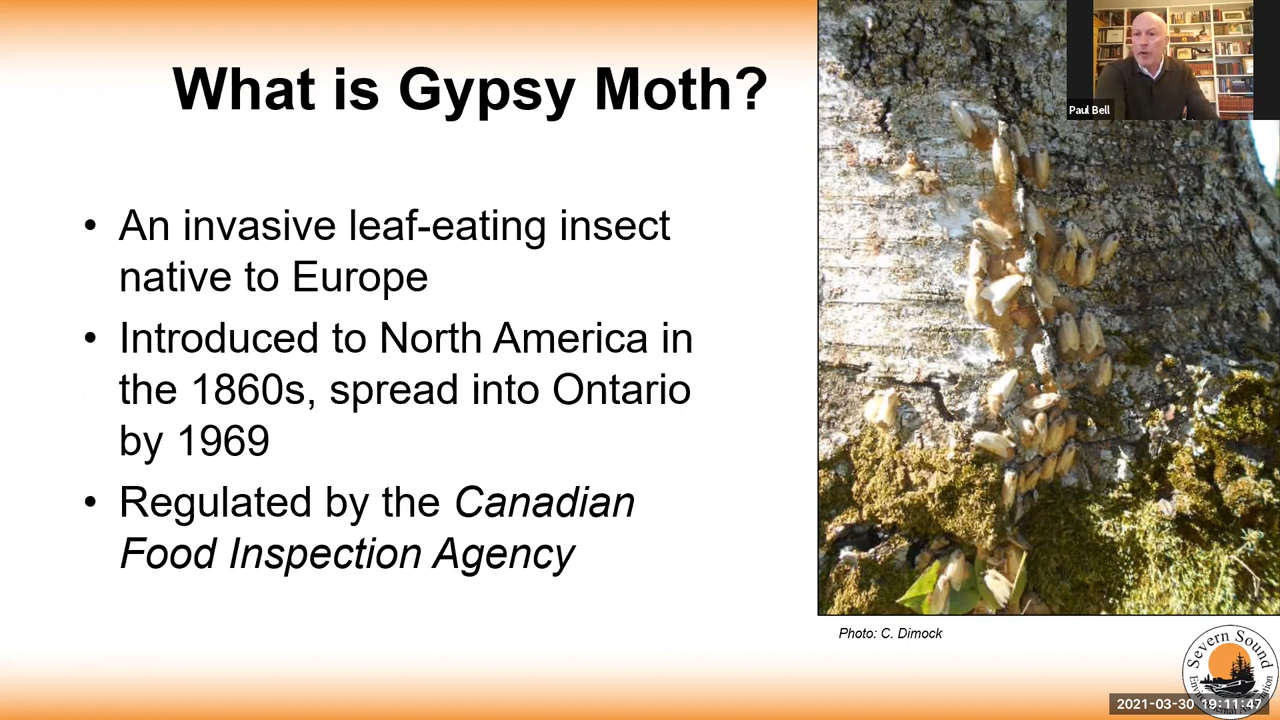 What is Gypsy Moth?
• An invasive leaf-eating insect
native to Europe
• Introduced to North America in
the 1860s, spread into Ontario
by 1969
• Regulated by the Canadian
Food Inspection Agency
Paul Bell
Photo: C. Dimock
Severn Sound
Environmental Association
2021-03-30 19:11:47